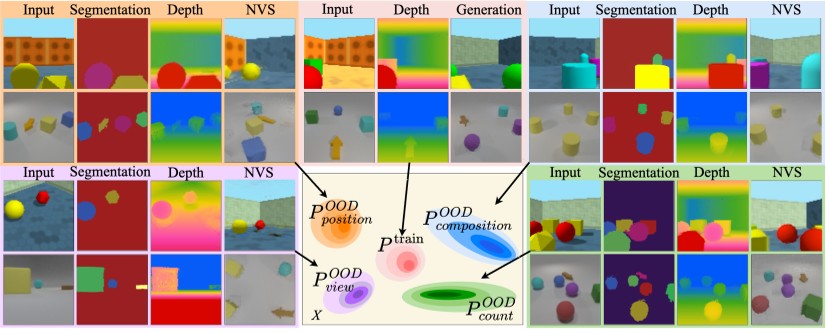 Input Segmentation Depth NVS
Input Depth Generation
Input Segmentation Depth NVS
Input Segmentation Depth NVS
Input Segmentation Depth NVS
P^{OOD}_{position}
P^{train}
P^{OOD}_{composition}
P^{OOD}_{view}
P^{OOD}_{count}
X